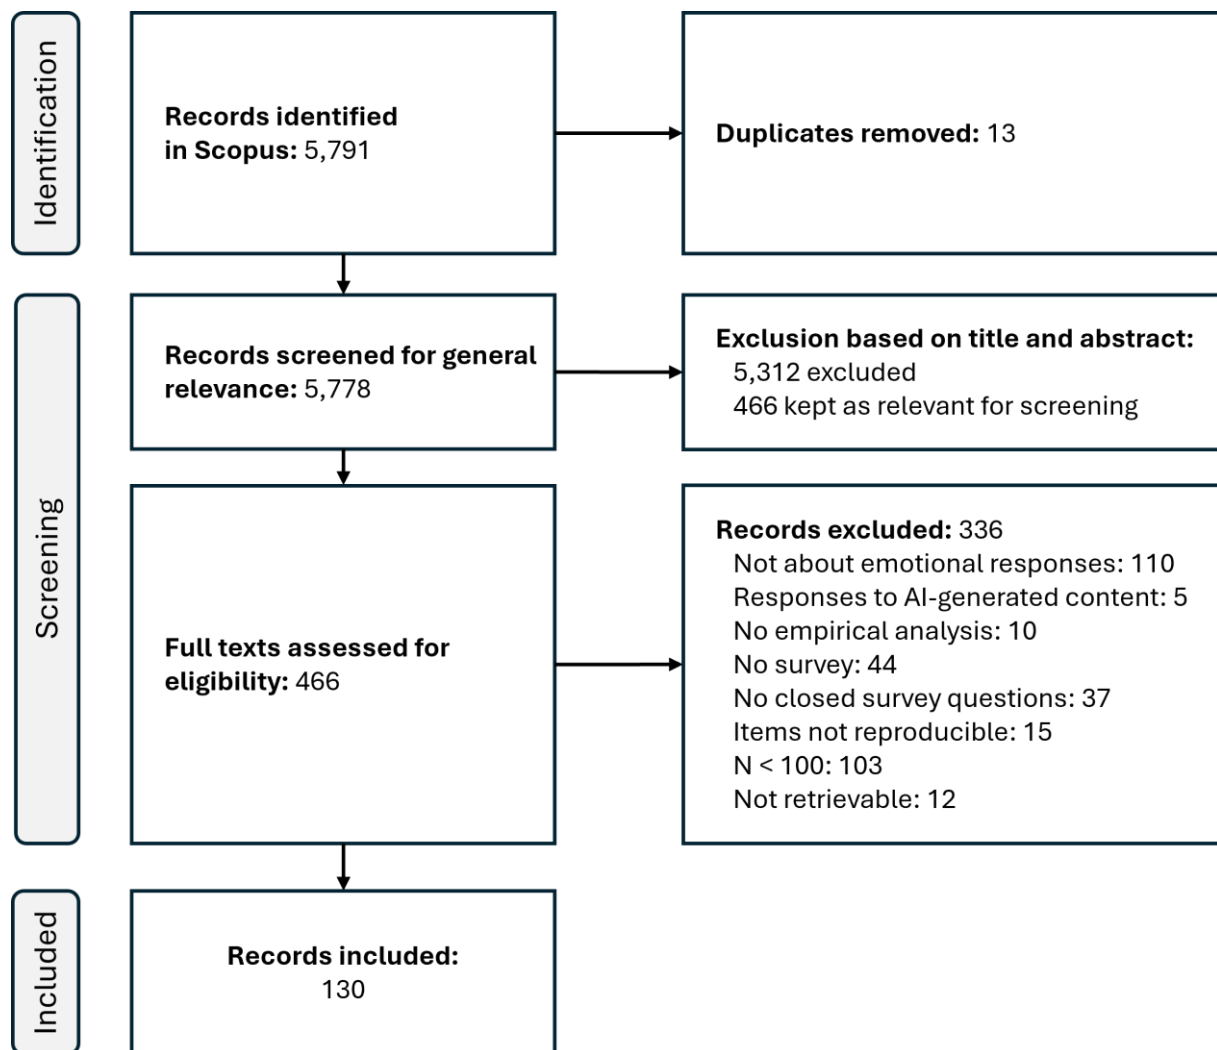 Identification
Records identified
in Scopus: 5,791
Duplicates removed: 13
Screening
Records screened for general
relevance: 5,778
Exclusion based on title and abstract:
5,312 excluded
466 kept as relevant for screening
Full texts assessed for
eligibility: 466
Records excluded: 336
Not about emotional responses: 110
Responses to AI-generated content: 5
No empirical analysis: 10
No survey: 44
No closed survey questions: 37
Items not reproducible: 15
N < 100: 103
Not retrievable: 12
Included
Records included:
130